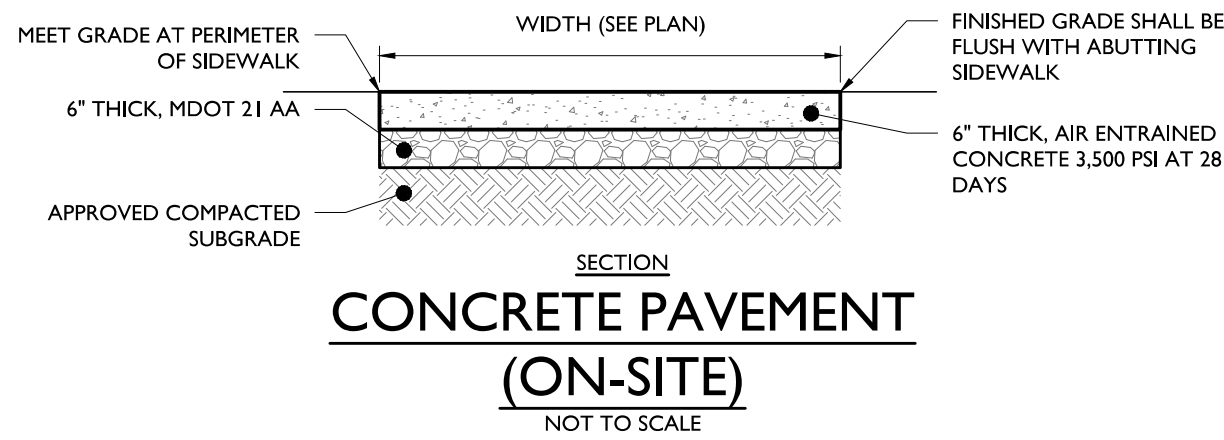 MEET GRADE AT PERIMETER
OF SIDEWALK
6" THICK, MDOT 21 AA
APPROVED COMPACTED
SUBGRADE
WIDTH (SEE PLAN)
FINISHED GRADE SHALL BE
FLUSH WITH ABUTTING
SIDEWALK
6" THICK, AIR ENTRAINED
CONCRETE 3,500 PSI AT 28
DAYS
SECTION
CONCRETE PAVEMENT
(ON-SITE)
NOT TO SCALE